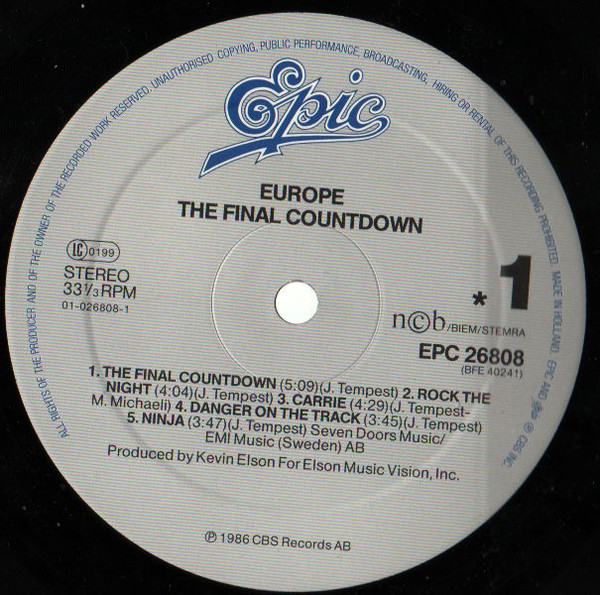 ALL RIGHTS OF THE PRODUCER AND OF THE OWNER OF THE RECORDED WORK RESERVED. UNAUTHORISED COPYING, PUBLIC PERFORMANCE, BROADCASTING, HIRING OR RENTAL OF THIS RECORDING PROHIBITED. MADE IN HOLLAND. EPIC AND ℗ CBS INC.
Epic
EUROPE
THE FINAL COUNTDOWN
LC 0199
STEREO
33⅓RPM
01-026808-1
* 1
n©b/BIEM/STEMRA
EPC 26808
(BFE 40241)
1. THE FINAL COUNTDOWN (5:09)(J. Tempest) 2. ROCK THE
NIGHT (4:04)(J. Tempest) 3. CARRIE (4:29)(J. Tempest-
M. Michaeli) 4. DANGER ON THE TRACK (3:45)(J. Tempest)
5. NINJA (3:47)(J. Tempest) Seven Doors Music/
EMI Music (Sweden) AB
Produced by Kevin Elson For Elson Music Vision, Inc.
℗ 1986 CBS Records AB